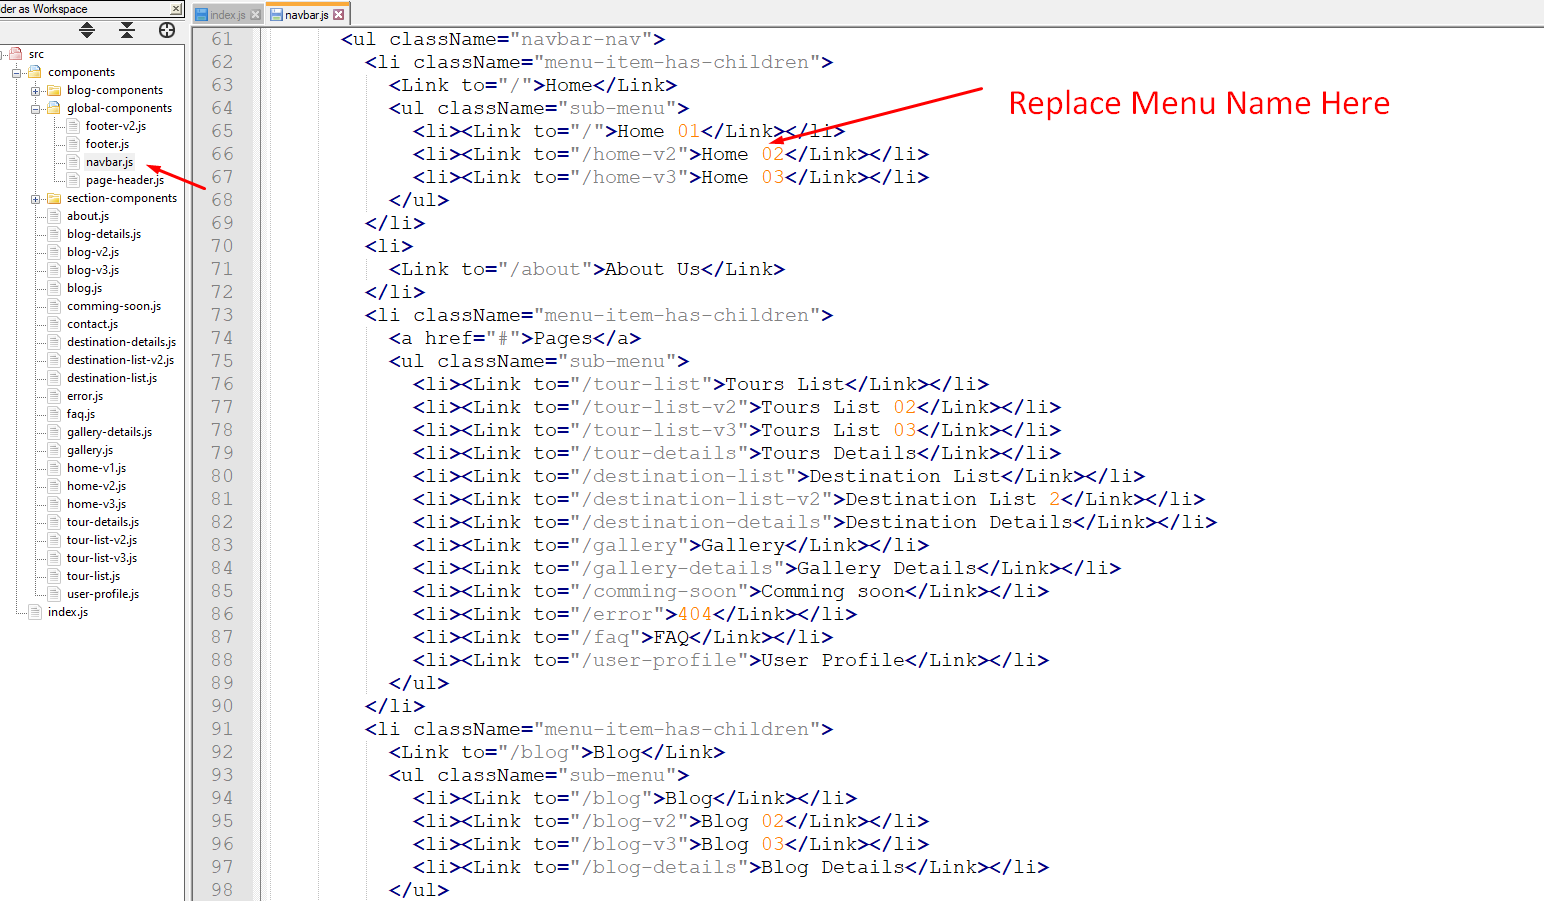 der as Workspace
index.js
navbar.js
src
components
blog-components
global-components
footer-v2.js
footer.js
navbar.js
page-header.js
section-components
about.js
blog-details.js
blog-v2.js
blog-v3.js
blog.js
comming-soon.js
contact.js
destination-details.js
destination-list-v2.js
destination-list.js
error.js
faq.js
gallery-details.js
gallery.js
home-v1.js
home-v2.js
home-v3.js
tour-details.js
tour-list-v2.js
tour-list-v3.js
tour-list.js
user-profile.js
index.js
61 <ul className="navbar-nav">
62 <li className="menu-item-has-children">
63 <Link to="/">Home</Link>
64 <ul className="sub-menu">
65 <li><Link to="/">Home 01</Link></li>
66 <li><Link to="/home-v2">Home 02</Link></li>
67 <li><Link to="/home-v3">Home 03</Link></li>
68 </ul>
69 </li>
70 <li>
71 <Link to="/about">About Us</Link>
72 </li>
73 <li className="menu-item-has-children">
74 <a href="#">Pages</a>
75 <ul className="sub-menu">
76 <li><Link to="/tour-list">Tours List</Link></li>
77 <li><Link to="/tour-list-v2">Tours List 02</Link></li>
78 <li><Link to="/tour-list-v3">Tours List 03</Link></li>
79 <li><Link to="/tour-details">Tours Details</Link></li>
80 <li><Link to="/destination-list">Destination List</Link></li>
81 <li><Link to="/destination-list-v2">Destination List 2</Link></li>
82 <li><Link to="/destination-details">Destination Details</Link></li>
83 <li><Link to="/gallery">Gallery</Link></li>
84 <li><Link to="/gallery-details">Gallery Details</Link></li>
85 <li><Link to="/comming-soon">Comming soon</Link></li>
86 <li><Link to="/error">404</Link></li>
87 <li><Link to="/faq">FAQ</Link></li>
88 <li><Link to="/user-profile">User Profile</Link></li>
89 </ul>
90 </li>
91 <li className="menu-item-has-children">
92 <Link to="/blog">Blog</Link>
93 <ul className="sub-menu">
94 <li><Link to="/blog">Blog</Link></li>
95 <li><Link to="/blog-v2">Blog 02</Link></li>
96 <li><Link to="/blog-v3">Blog 03</Link></li>
97 <li><Link to="/blog-details">Blog Details</Link></li>
98 </ul>
Replace Menu Name Here